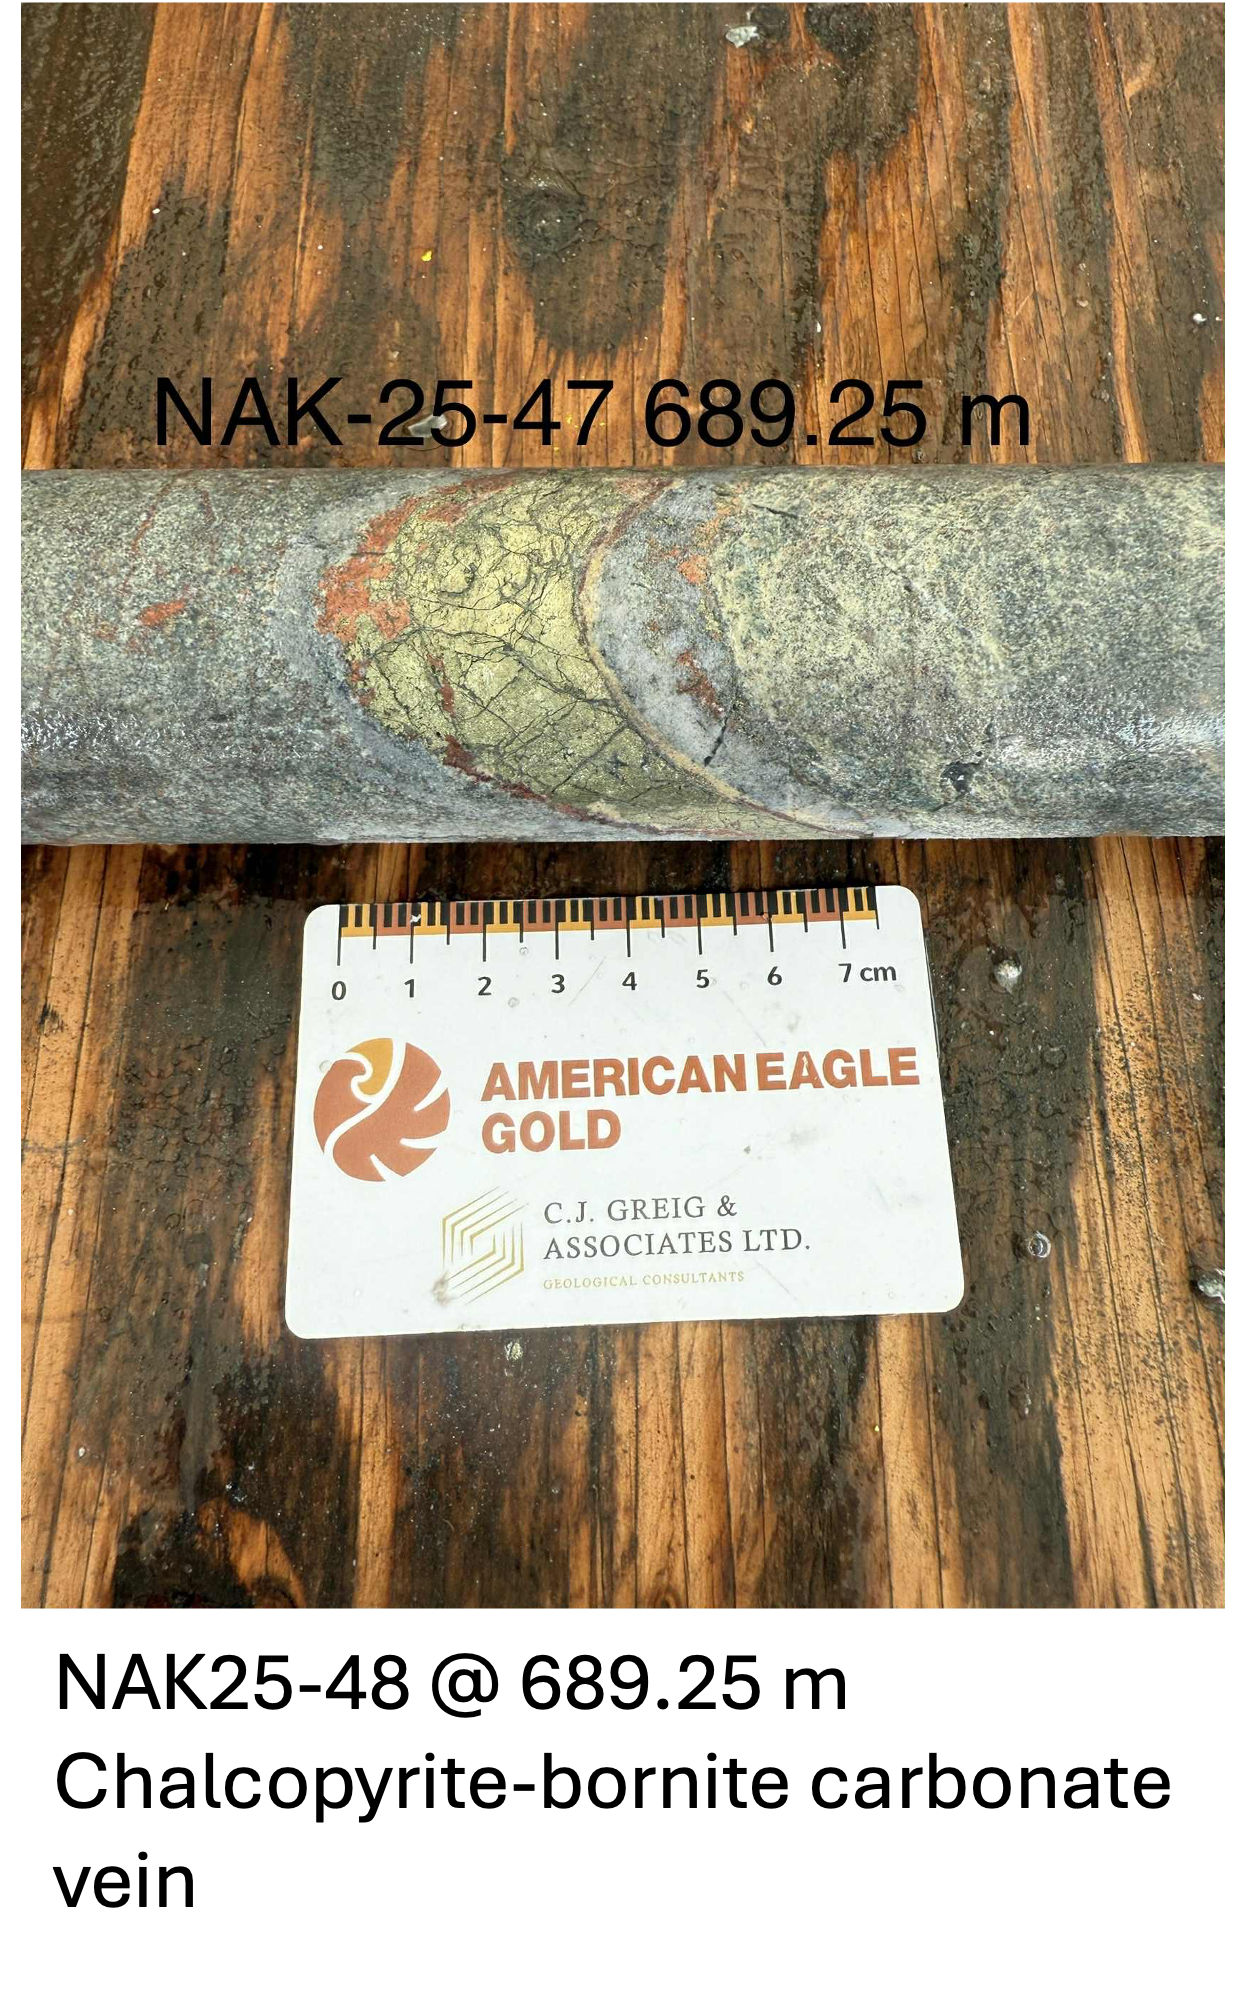 NAK-25-47 689.25 m
0 1 2 3 4 5 6 7 cm
AMERICAN EAGLE
GOLD
C.J. GREIG &
ASSOCIATES LTD.
GEOLOGICAL CONSULTANTS
NAK25-48 @ 689.25 m
Chalcopyrite-bornite carbonate
vein